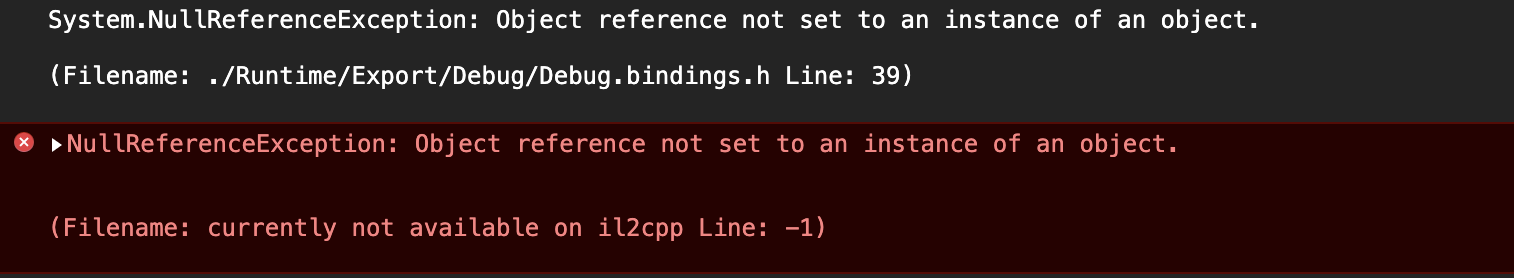 System.NullReferenceException: Object reference not set to an instance of an object.
(Filename: ./Runtime/Export/Debug/Debug.bindings.h Line: 39)
NullReferenceException: Object reference not set to an instance of an object.
(Filename: currently not available on il2cpp Line: -1)